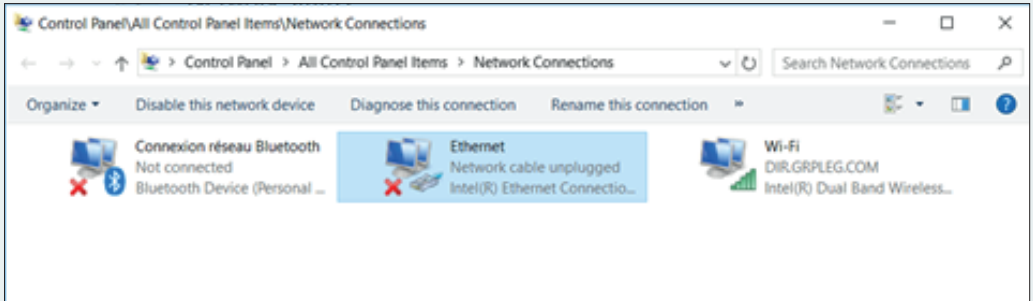 Control Panel\All Control Panel Items\Network Connections
Control Panel > All Control Panel Items > Network Connections
Search Network Connections
Organize
Disable this network device
Diagnose this connection
Rename this connection
»
Connexion réseau Bluetooth
Not connected
Bluetooth Device (Personal ...
Ethernet
Network cable unplugged
Intel(R) Ethernet Connectio...
Wi-Fi
DIR.GRPLEG.COM
Intel(R) Dual Band Wireless...